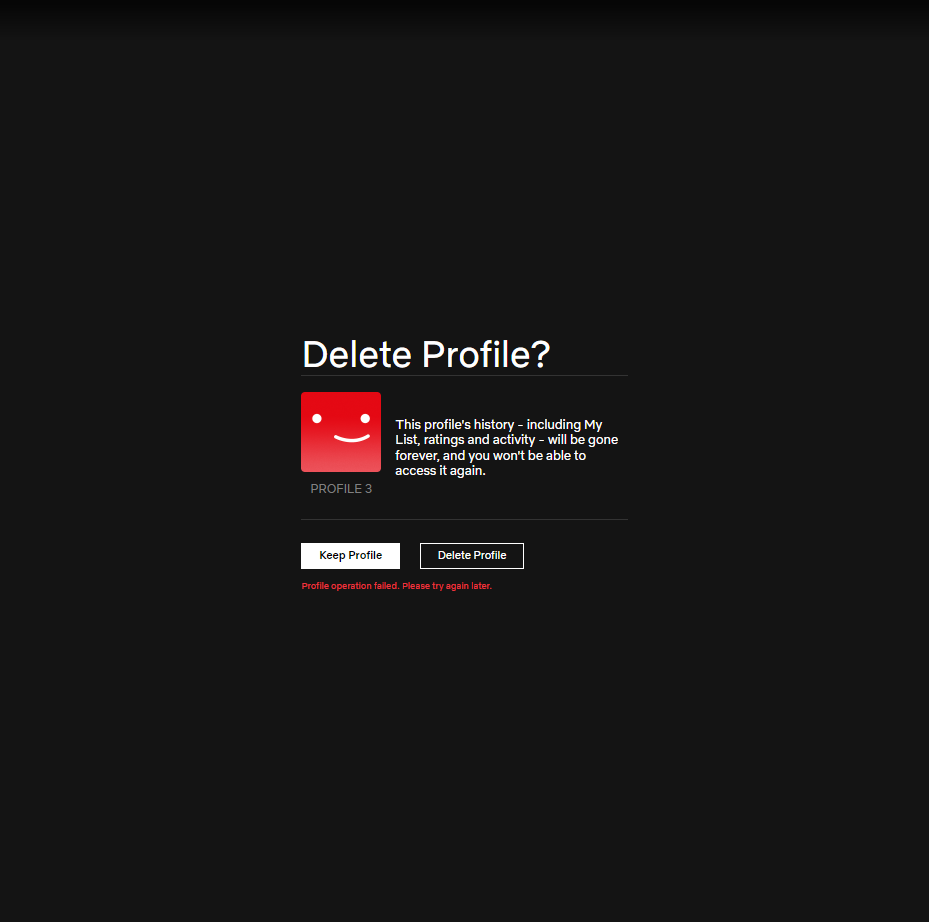 Delete Profile?
This profile's history - including My
List, ratings and activity - will be gone
forever, and you won't be able to
access it again.
PROFILE 3
Keep Profile
Delete Profile
Profile operation failed. Please try again later.